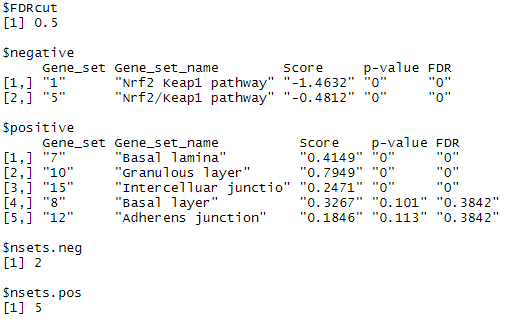 $FDRcut
[1] 0.5
$negative
Gene_set Gene_set_name Score p-value FDR
[1,] "1" "Nrf2 Keap1 pathway" "-1.4632" "0" "0"
[2,] "5" "Nrf2/Keap1 pathway" "-0.4812" "0" "0"
$positive
Gene_set Gene_set_name Score p-value FDR
[1,] "7" "Basal lamina" "0.4149" "0" "0"
[2,] "10" "Granulous layer" "0.7949" "0" "0"
[3,] "15" "Intercelluar junctio" "0.2471" "0" "0"
[4,] "8" "Basal layer" "0.3267" "0.101" "0.3842"
[5,] "12" "Adherens junction" "0.1846" "0.113" "0.3842"
$nsets.neg
[1] 2
$nsets.pos
[1] 5